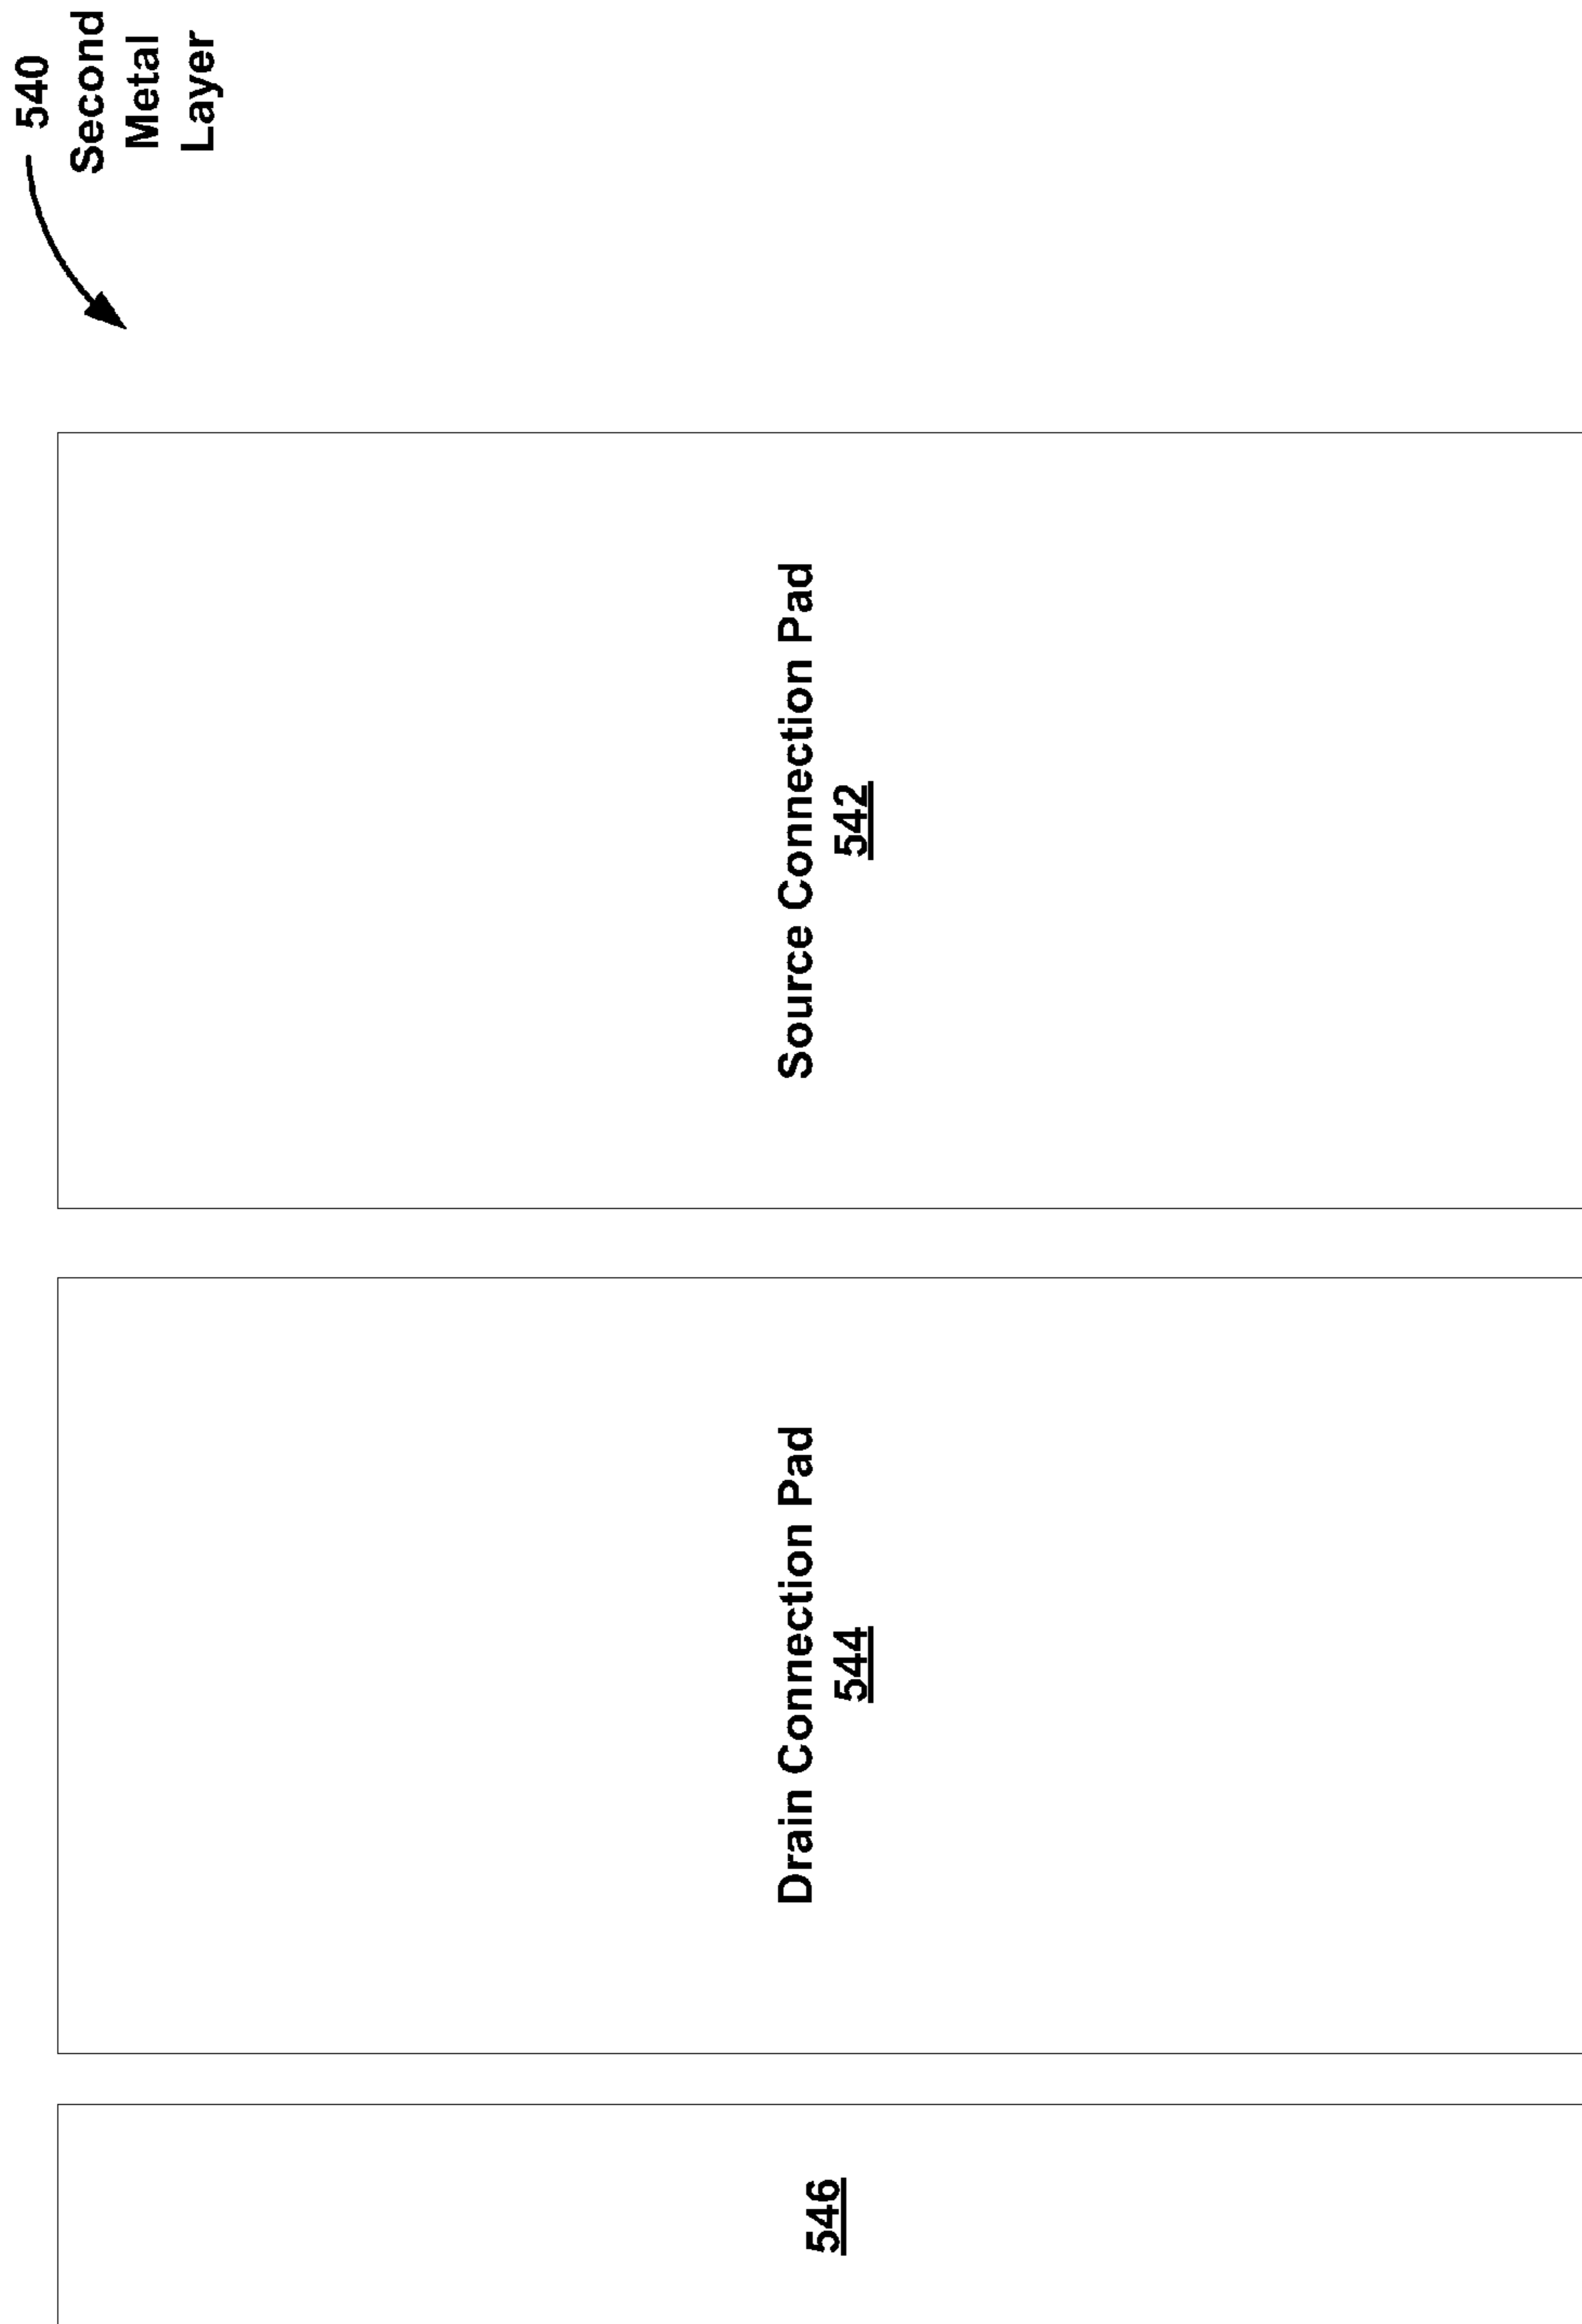 540
Second
Metal
Layer
546
Drain Connection Pad
544
Source Connection Pad
542